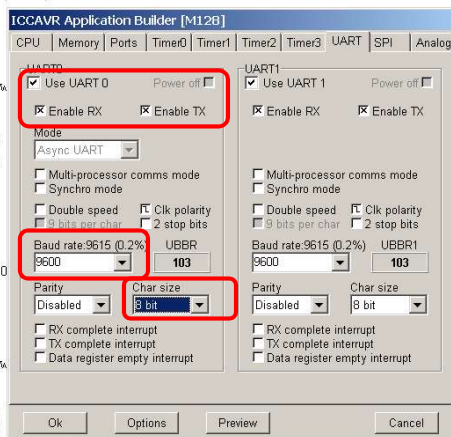 ICCAVR Application Builder [M128]
CPU Memory Ports Timer0 Timer1 Timer2 Timer3 UART SPI Analog
UART0
Use UART 0 Power off
Enable RX Enable TX
Mode
Async UART
Multi-processor comms mode
Synchro mode
Double speed Clk polarity
9 bits per char 2 stop bits
Baud rate:9615 (0.2%) UBBR
9600 103
Parity Char size
Disabled 8 bit
RX complete interrupt
TX complete interrupt
Data register empty interrupt
UART1
Use UART 1 Power off
Enable RX Enable TX
Multi-processor comms mode
Synchro mode
Double speed Clk polarity
9 bits per char 2 stop bits
Baud rate:9615 (0.2%) UBBR1
9600 103
Parity Char size
Disabled 8 bit
RX complete interrupt
TX complete interrupt
Data register empty interrupt
Ok Options Preview Cancel